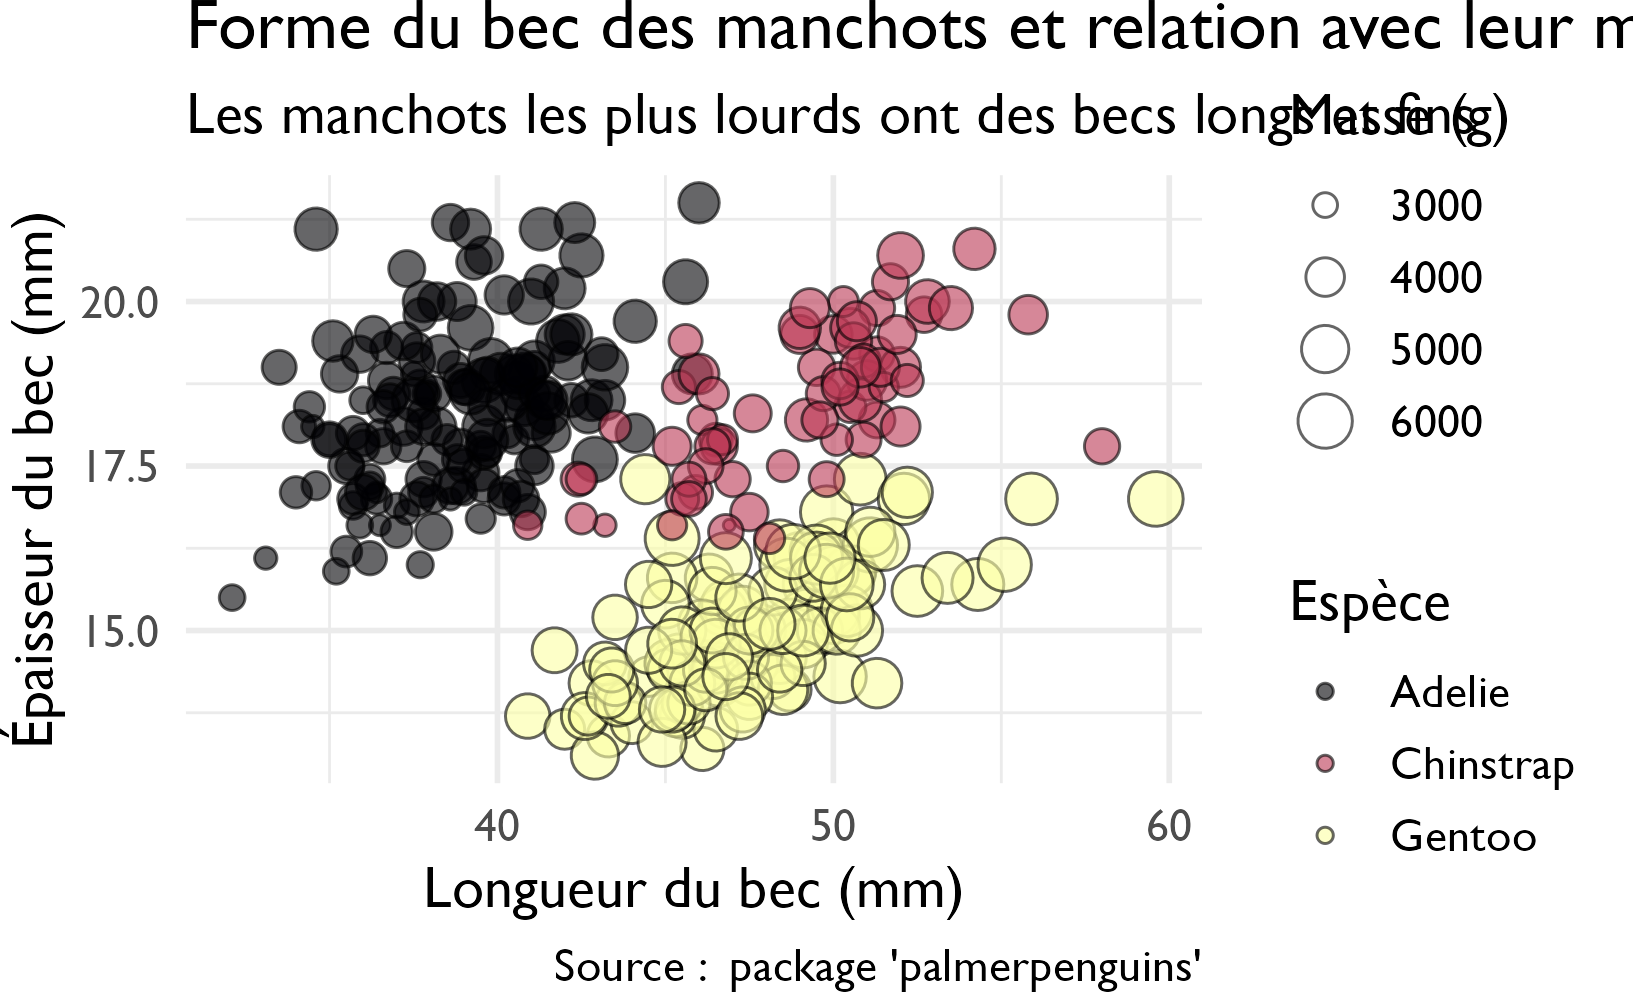 Forme du bec des manchots et relation avec leur
Les manchots les plus lourds ont des becs longs et fins
Masse (g)
3000
4000
5000
6000
Épaisseur du bec (mm)
20.0
17.5
15.0
Espèce
Adelie
Chinstrap
Gentoo
40 50 60
Longueur du bec (mm)
Source : package 'palmerpenguins'